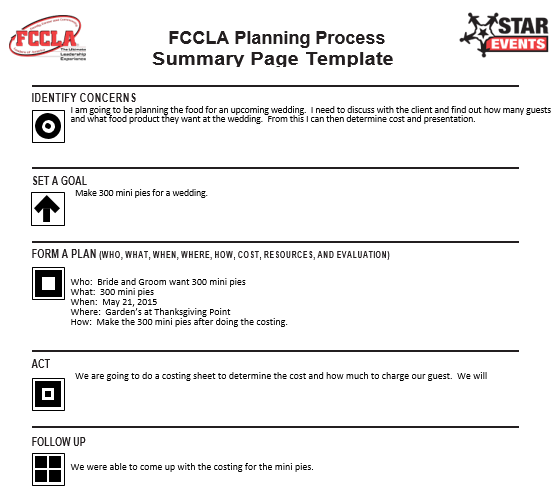 FCCLA
The Ultimate
Leadership
Experience
FCCLA Planning Process
Summary Page Template
STAR
EVENTS
IDENTIFY CONCERNS
I am going to be planning the food for an upcoming wedding.  I need to discuss with the client and find out how many guests
and what food product they want at the wedding.  From this I can then determine cost and presentation.
SET A GOAL
Make 300 mini pies for a wedding.
FORM A PLAN (WHO, WHAT, WHEN, WHERE, HOW, COST, RESOURCES, AND EVALUATION)
Who:  Bride and Groom want 300 mini pies
What:  300 mini pies
When:  May 21, 2015
Where:  Garden's at Thanksgiving Point
How:  Make the 300 mini pies after doing the costing.
ACT
We are going to do a costing sheet to determine the cost and how much to charge our guest.  We will
FOLLOW UP
We were able to come up with the costing for the mini pies.